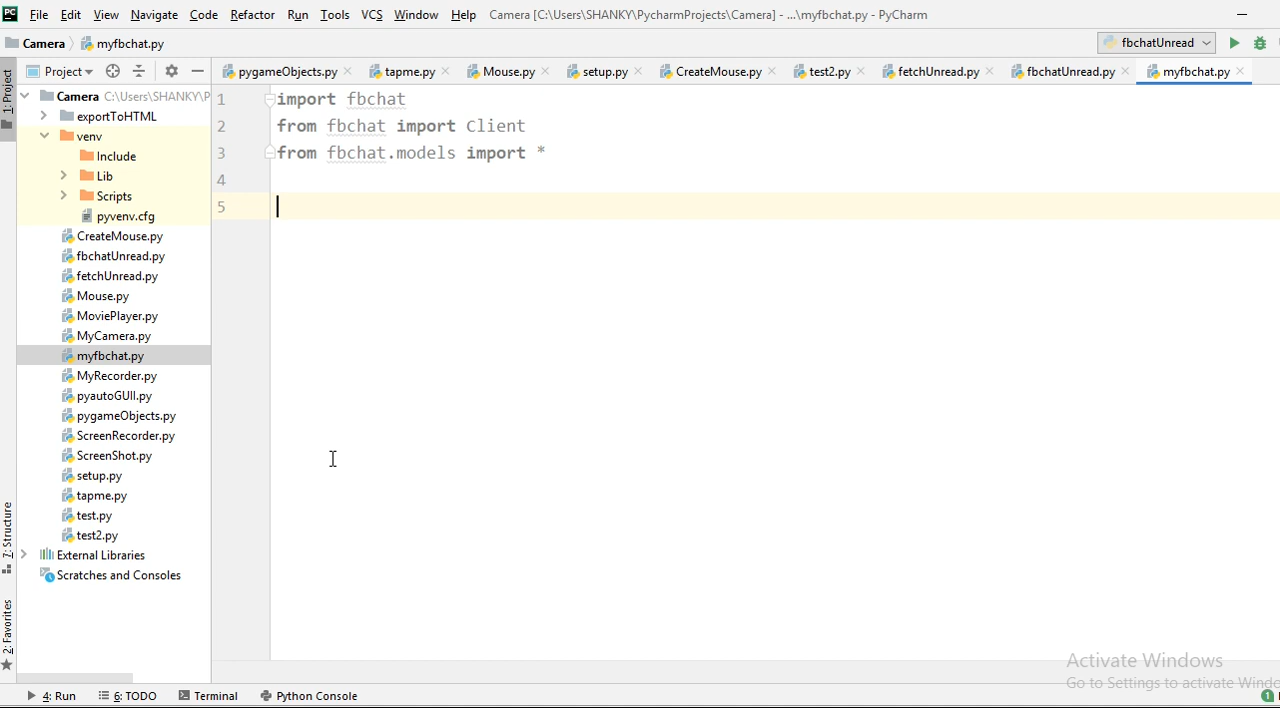 PC File Edit View Navigate Code Refactor Run Tools VCS Window Help Camera [C:\Users\SHANKY\PycharmProjects\Camera] - ...\myfbchat.py - PyCharm
Camera myfbchat.py fbchatUnread
Project pygameObjects.py tapme.py Mouse.py setup.py CreateMouse.py test2.py fetchUnread.py fbchatUnread.py myfbchat.py
1: Project
Camera C:\Users\SHANKY\P
exportToHTML
venv
Include
Lib
Scripts
pyvenv.cfg
CreateMouse.py
fbchatUnread.py
fetchUnread.py
Mouse.py
MoviePlayer.py
MyCamera.py
myfbchat.py
MyRecorder.py
pyautoGUII.py
pygameObjects.py
ScreenRecorder.py
ScreenShot.py
setup.py
tapme.py
test.py
test2.py
External Libraries
Scratches and Consoles
1 import fbchat
2 from fbchat import Client
3 from fbchat.models import *
4
5
7: Structure
2: Favorites
Activate Windows
Go to Settings to activate Windo
4: Run 6: TODO Terminal Python Console 1